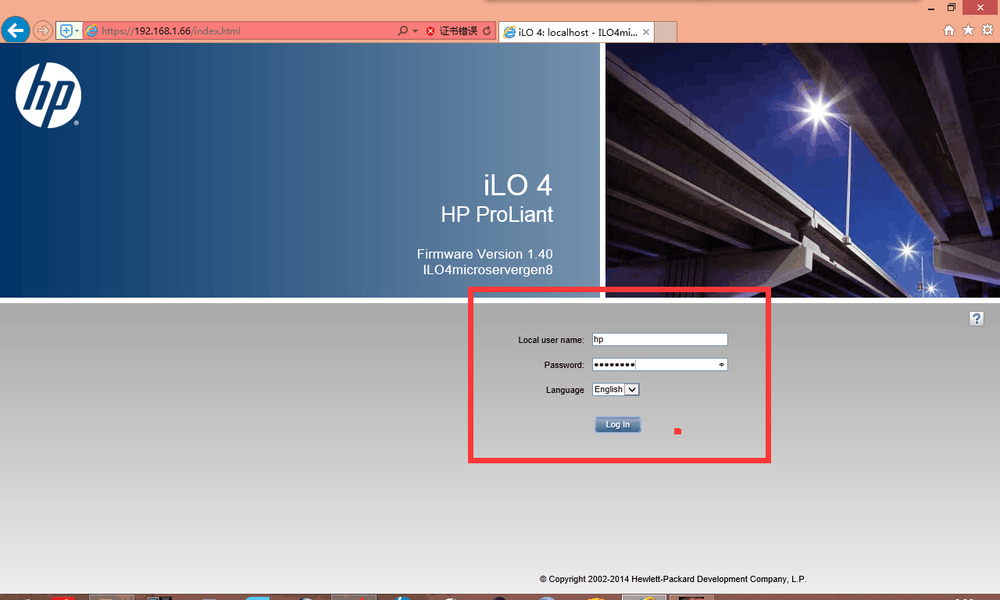 https://192.168.1.66/index.html
证书错误
iLO 4: localhost - ILO4mi...
hp
®
iLO 4
HP ProLiant
Firmware Version 1.40
ILO4microservergen8
?
Local user name: hp
Password: ●●●●●●●●
Language English
Log In
© Copyright 2002-2014 Hewlett-Packard Development Company, L.P.